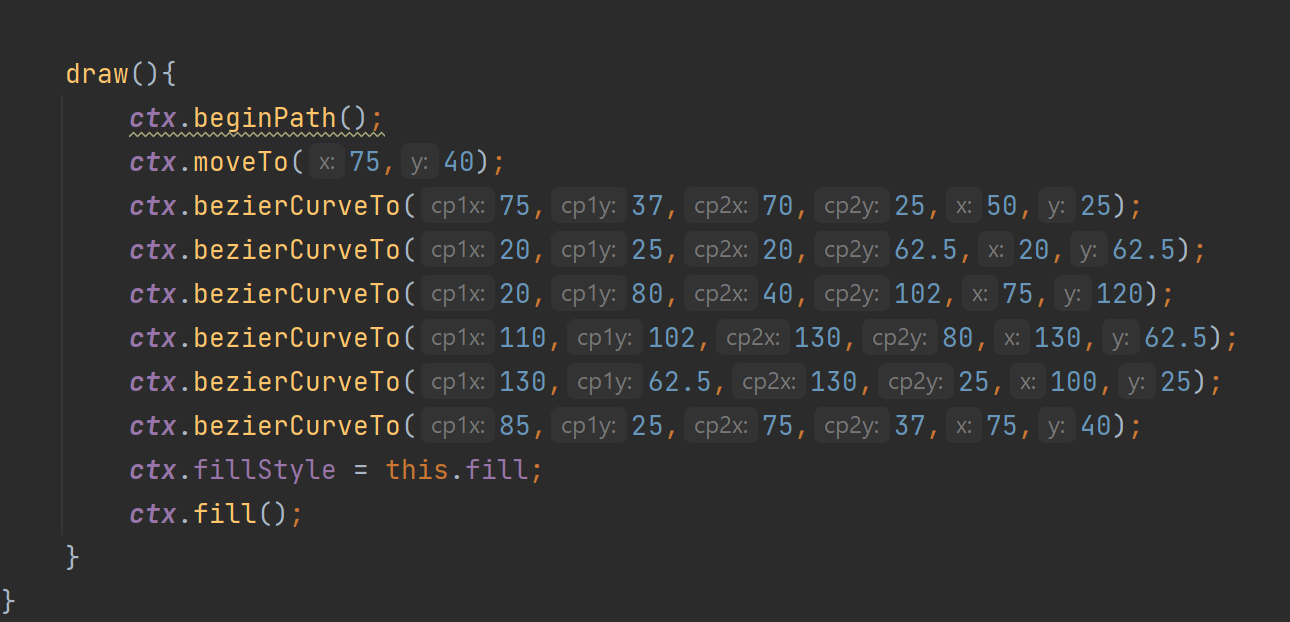 draw(){
ctx.beginPath();
ctx.moveTo( x: 75, y: 40);
ctx.bezierCurveTo( cp1x: 75, cp1y: 37, cp2x: 70, cp2y: 25, x: 50, y: 25);
ctx.bezierCurveTo( cp1x: 20, cp1y: 25, cp2x: 20, cp2y: 62.5, x: 20, y: 62.5);
ctx.bezierCurveTo( cp1x: 20, cp1y: 80, cp2x: 40, cp2y: 102, x: 75, y: 120);
ctx.bezierCurveTo( cp1x: 110, cp1y: 102, cp2x: 130, cp2y: 80, x: 130, y: 62.5);
ctx.bezierCurveTo( cp1x: 130, cp1y: 62.5, cp2x: 130, cp2y: 25, x: 100, y: 25);
ctx.bezierCurveTo( cp1x: 85, cp1y: 25, cp2x: 75, cp2y: 37, x: 75, y: 40);
ctx.fillStyle = this.fill;
ctx.fill();
}
}